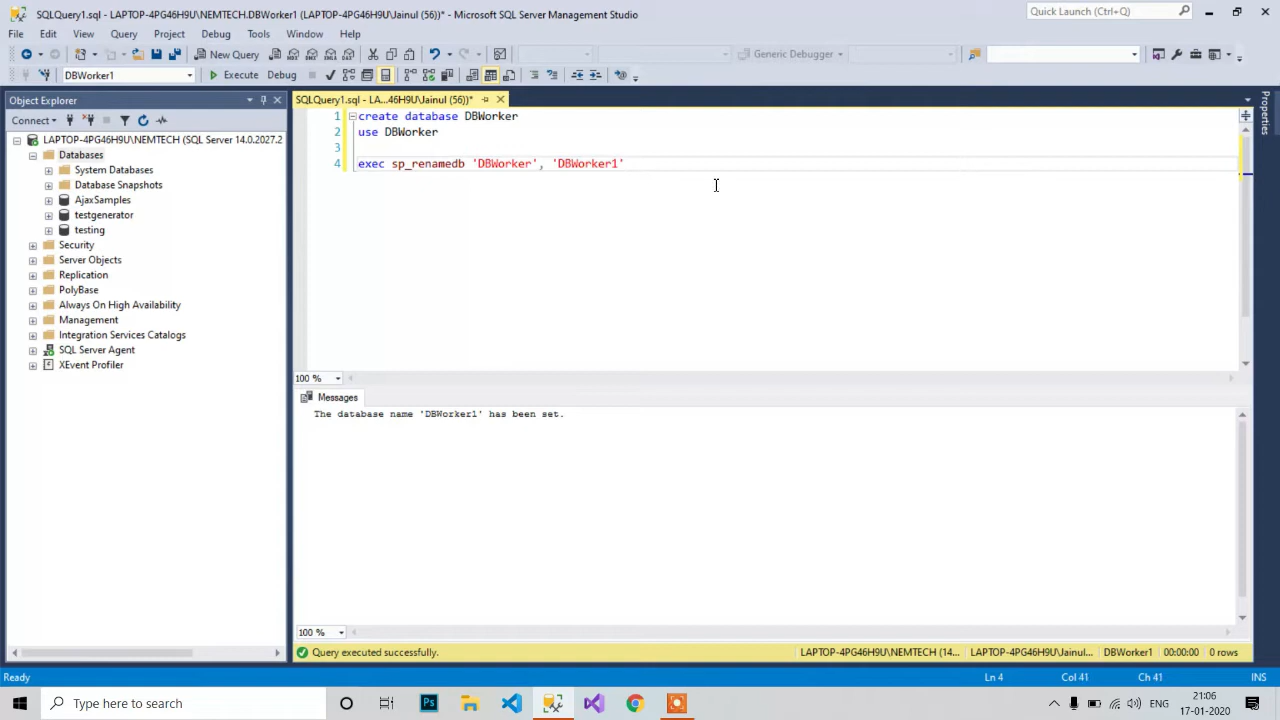 SQLQuery1.sql - LAPTOP-4PG46H9U\NEMTECH.DBWorker1 (LAPTOP-4PG46H9U\Jainul (56))* - Microsoft SQL Server Management Studio
Quick Launch (Ctrl+Q)
File Edit View Query Project Debug Tools Window Help
New Query
Generic Debugger
DBWorker1
Execute Debug
Object Explorer
SQLQuery1.sql - LA...46H9U\Jainul (56))*
Properties
Connect
LAPTOP-4PG46H9U\NEMTECH (SQL Server 14.0.2027.2
Databases
System Databases
Database Snapshots
AjaxSamples
testgenerator
testing
Security
Server Objects
Replication
PolyBase
Always On High Availability
Management
Integration Services Catalogs
SQL Server Agent
XEvent Profiler
1 create database DBWorker
2 use DBWorker
3
4 exec sp_renamedb 'DBWorker', 'DBWorker1'
100 %
Messages
The database name 'DBWorker1' has been set.
100 %
Query executed successfully.
LAPTOP-4PG46H9U\NEMTECH (14... LAPTOP-4PG46H9U\Jainul... DBWorker1 00:00:00 0 rows
Ready
Ln 4 Col 41 Ch 41 INS
Type here to search
Ps
ENG
21:06
17-01-2020